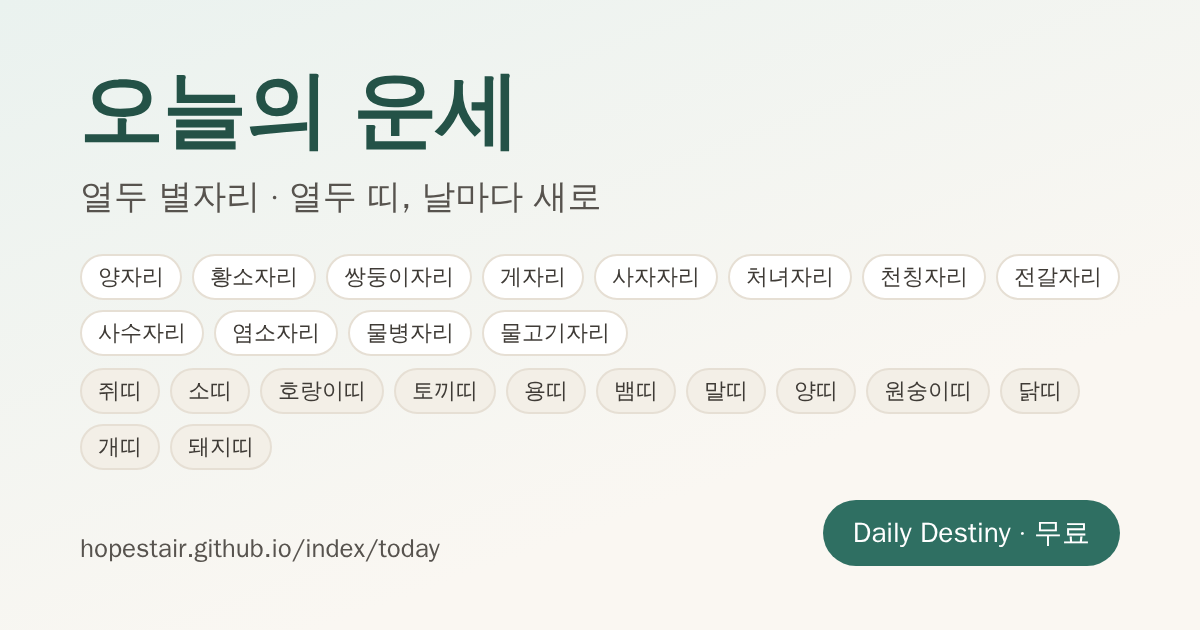 오늘의 운세
열두 별자리 · 열두 띠, 날마다 새로
양자리 황소자리 쌍둥이자리 게자리 사자자리 처녀자리 천칭자리 전갈자리
사수자리 염소자리 물병자리 물고기자리
쥐띠 소띠 호랑이띠 토끼띠 용띠 뱀띠 말띠 양띠 원숭이띠 닭띠
개띠 돼지띠
hopestair.github.io/index/today
Daily Destiny · 무료